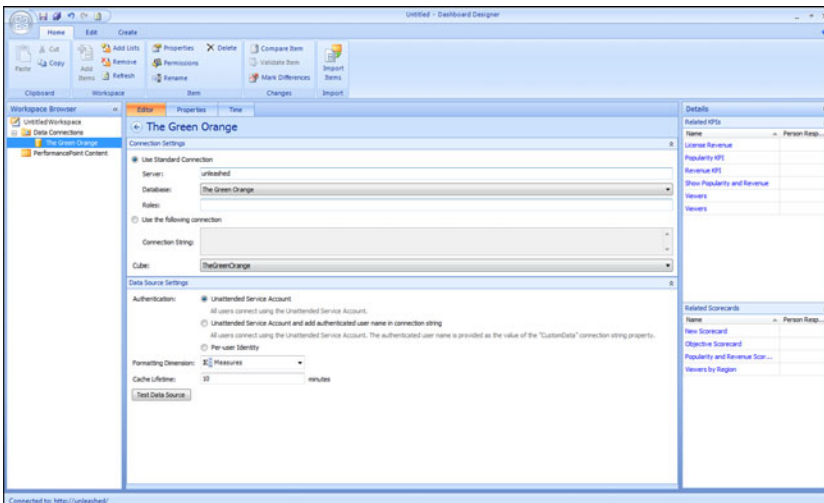 Untitled - Dashboard Designer
Home Edit Create
Paste
Cut
Copy
Clipboard
Add Items
Add Lists
Remove
Refresh
Workspace
Properties
Permissions
Rename
Delete
Item
Compare Item
Validate Item
Mark Differences
Changes
Import Items
Import
Workspace Browser
Untitled Workspace
Data Connections
The Green Orange
PerformancePoint Content
Editor Properties Time
The Green Orange
Connection Settings
Use Standard Connection
Server: unleashed
Database: The Green Orange
Roles:
Use the following connection
Connection String:
Cube: TheGreenOrange
Data Source Settings
Authentication: Unattended Service Account
All users connect using the Unattended Service Account.
Unattended Service Account and add authenticated user name in connection string
All users connect using the Unattended Service Account. The authenticated user name is provided as the value of the "CustomData" connection string property.
Per-user Identity
Formatting Dimension: Measures
Cache Lifetime: 10 minutes
Test Data Source
Details
Related KPIs
Name Person Resp...
License Revenue
Popularity KPI
Revenue KPI
Show Popularity and Revenue
Viewers
Viewers
Related Scorecards
Name Person Resp...
New Scorecard
Objective Scorecard
Popularity and Revenue Scor...
Viewers by Region
Connected to: http://unleashed/